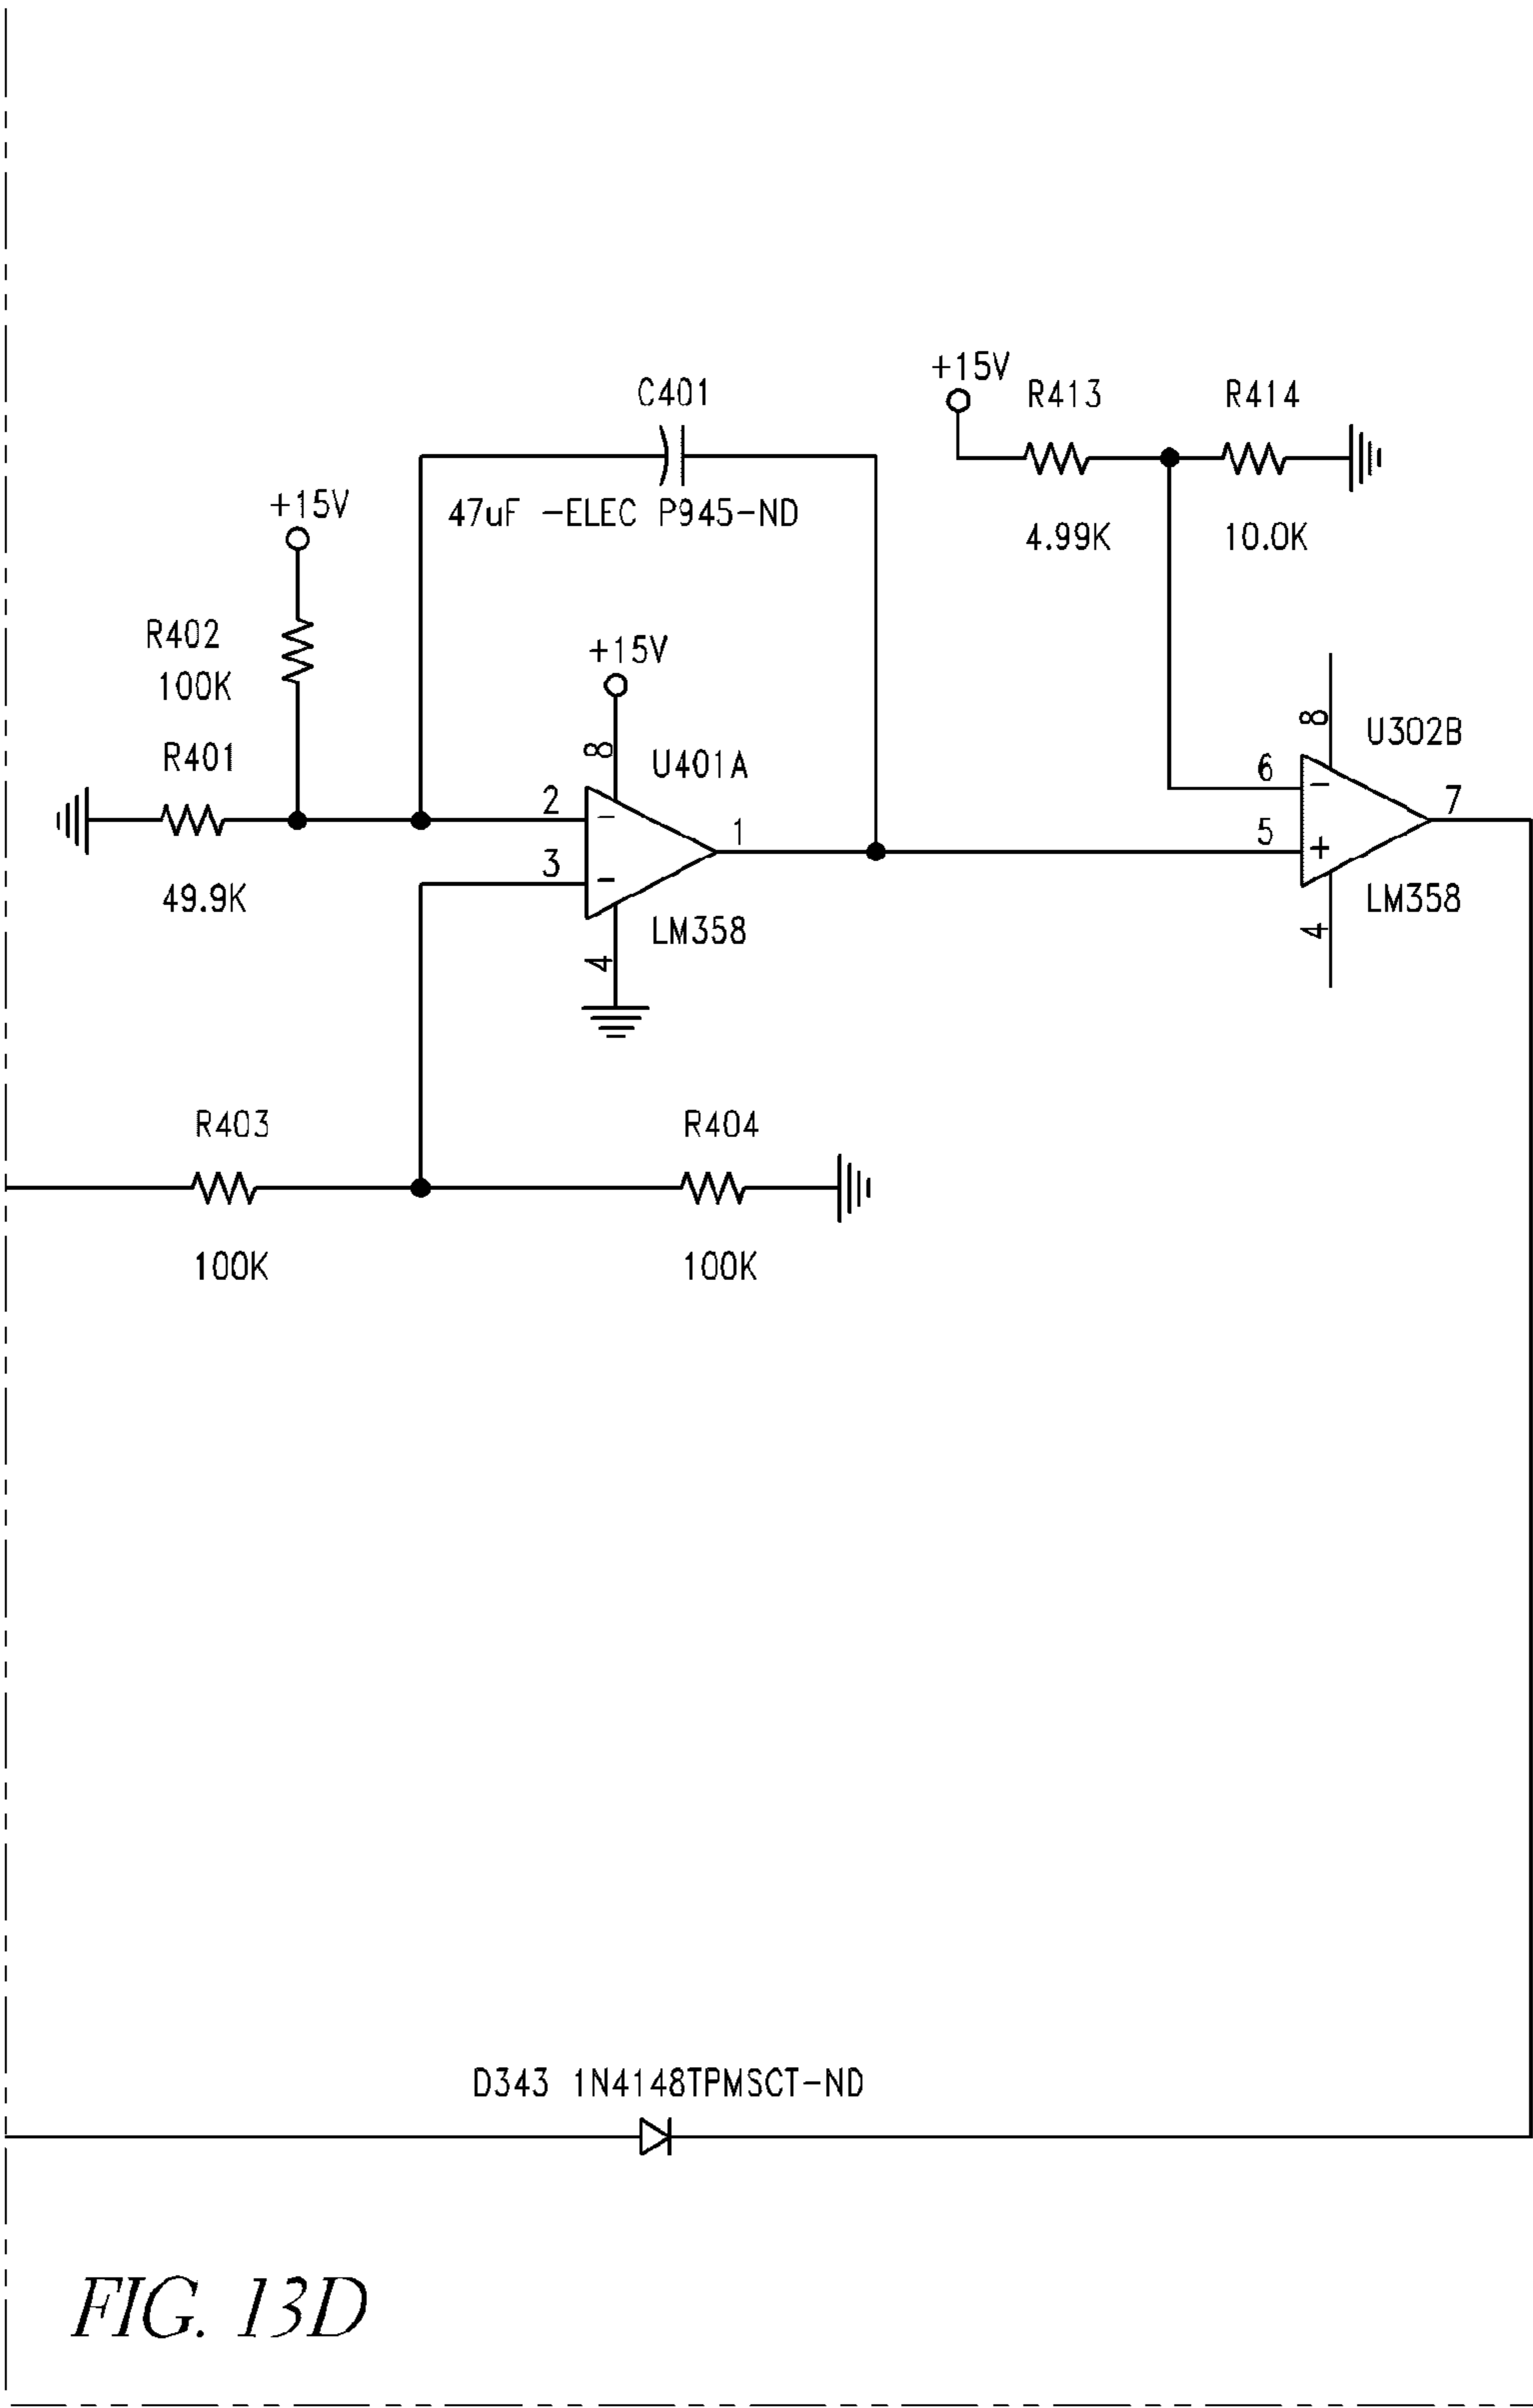 +15V
C401
R413
R414
+15V
47uF -ELEC P945-ND
4.99K
10.0K
R402
100K
+15V
8
8
R401
U401A
U302B
2
-
6
-
7
1
5
+
3
-
49.9K
LM358
LM358
4
4
R403
R404
100K
100K
D343 1N4148TPMSCT-ND
FIG. 13D